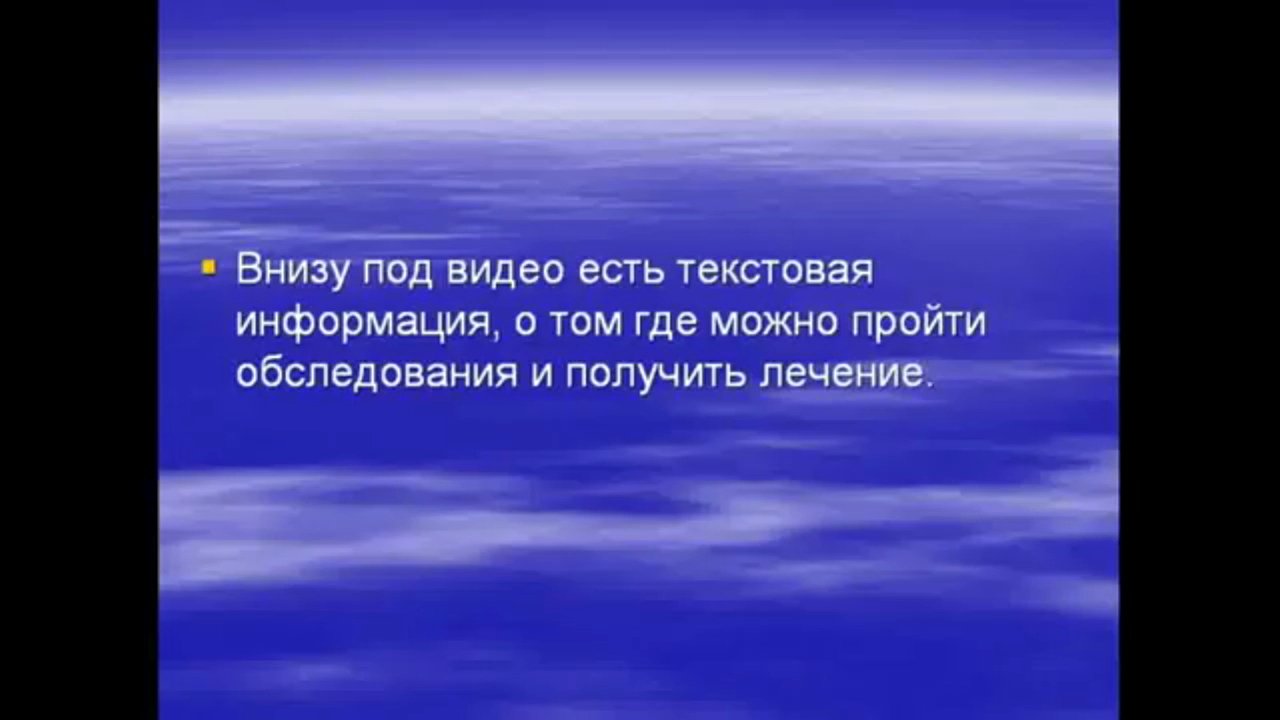 Внизу под видео есть текстовая
информация, о том где можно пройти
обследования и получить лечение.